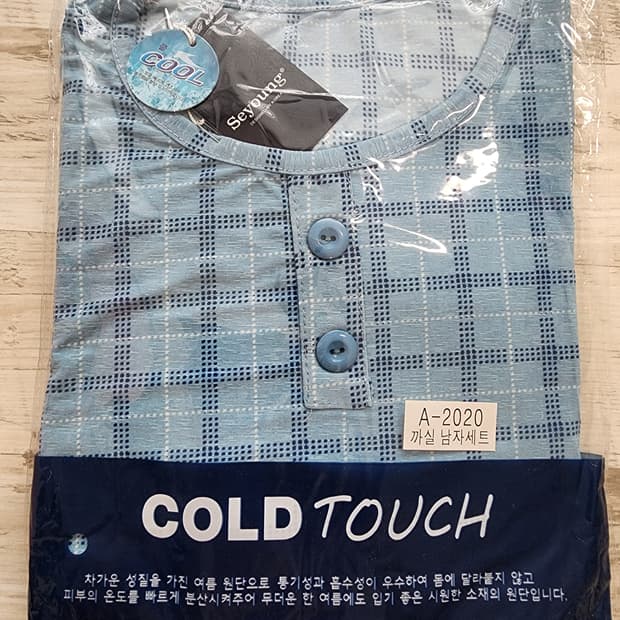 COOL
Seyoung®
A-2020
까실 남자세트
COLD TOUCH
차가운 성질을 가진 여름 원단으로 통기성과 흡수성이 우수하여 몸에 달라붙지 않고
피부의 온도를 빠르게 분산시켜주어 무더운 한 여름에도 입기 좋은 시원한 소재의 원단입니다.